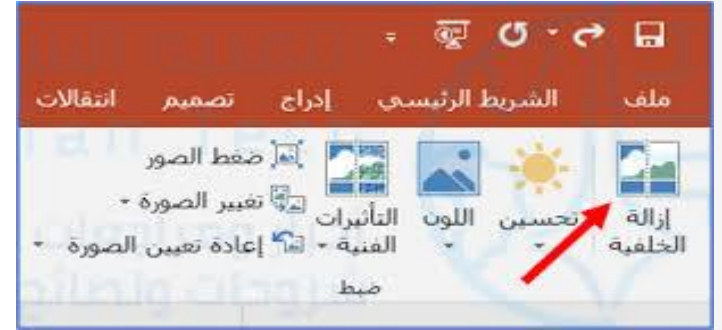 ملف الشريط الرئيسي إدراج تصميم انتقالات
إزالة الخلفية
تحسين
اللون
التأثيرات الفنية
ضغط الصور
تغيير الصورة
إعادة تعيين الصورة
ضبط